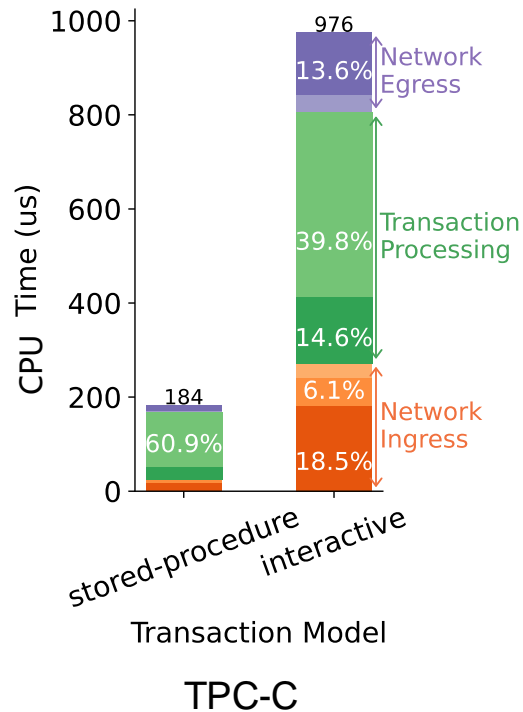 1000
800
600
400
200
0
CPU Time (us)
184
60.9%
976
13.6%
39.8%
14.6%
6.1%
18.5%
Network
Egress
Transaction
Processing
Network
Ingress
stored-procedure
interactive
Transaction Model
TPC-C